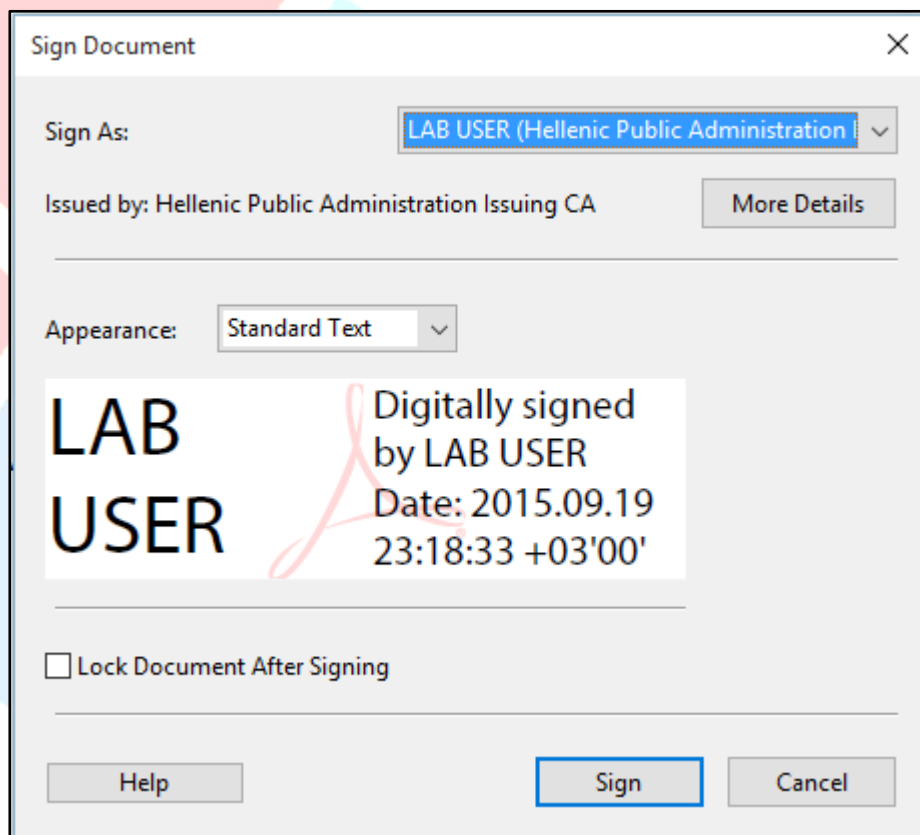 Sign Document
Sign As:
LAB USER (Hellenic Public Administration
Issued by: Hellenic Public Administration Issuing CA
More Details
Appearance:
Standard Text
LAB
USER
Digitally signed
by LAB USER
Date: 2015.09.19
23:18:33 +03'00'
Lock Document After Signing
Help
Sign
Cancel